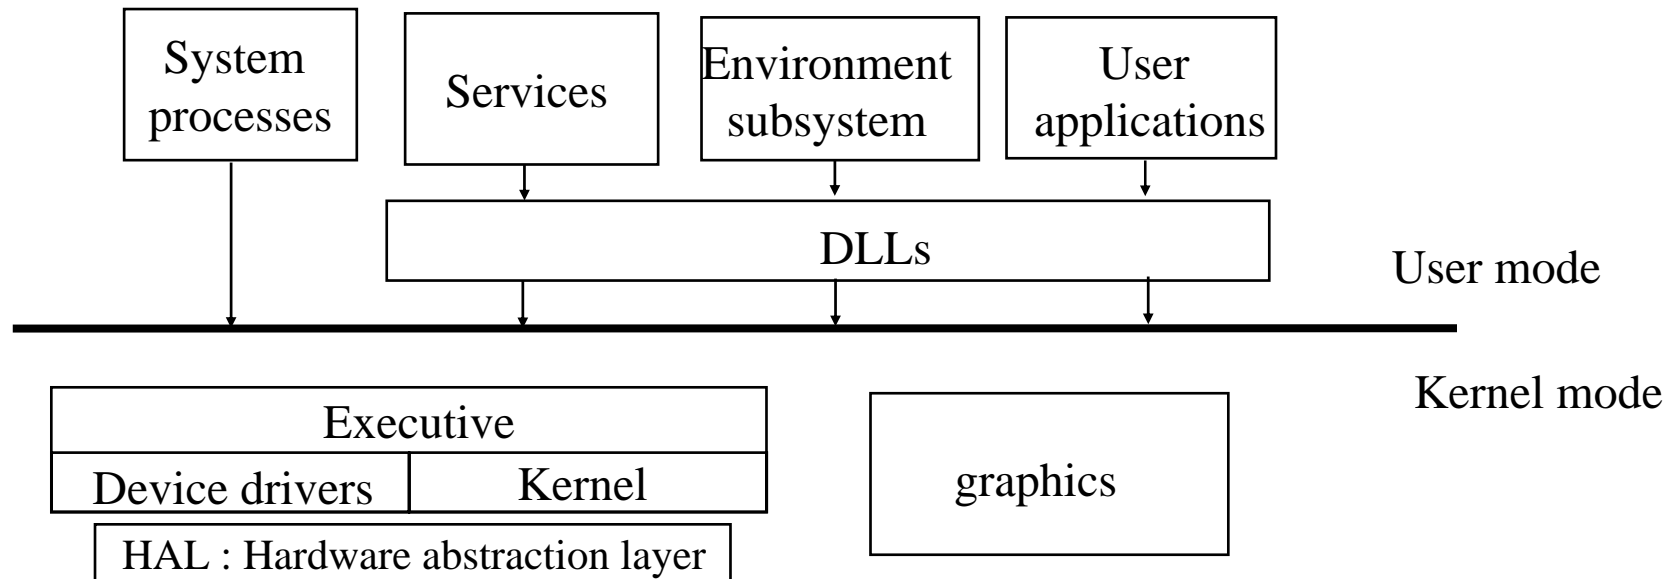 System
processes
Services
Environment
subsystem
User
applications
DLLs
User mode
Kernel mode
Executive
Device drivers
Kernel
graphics
HAL : Hardware abstraction layer